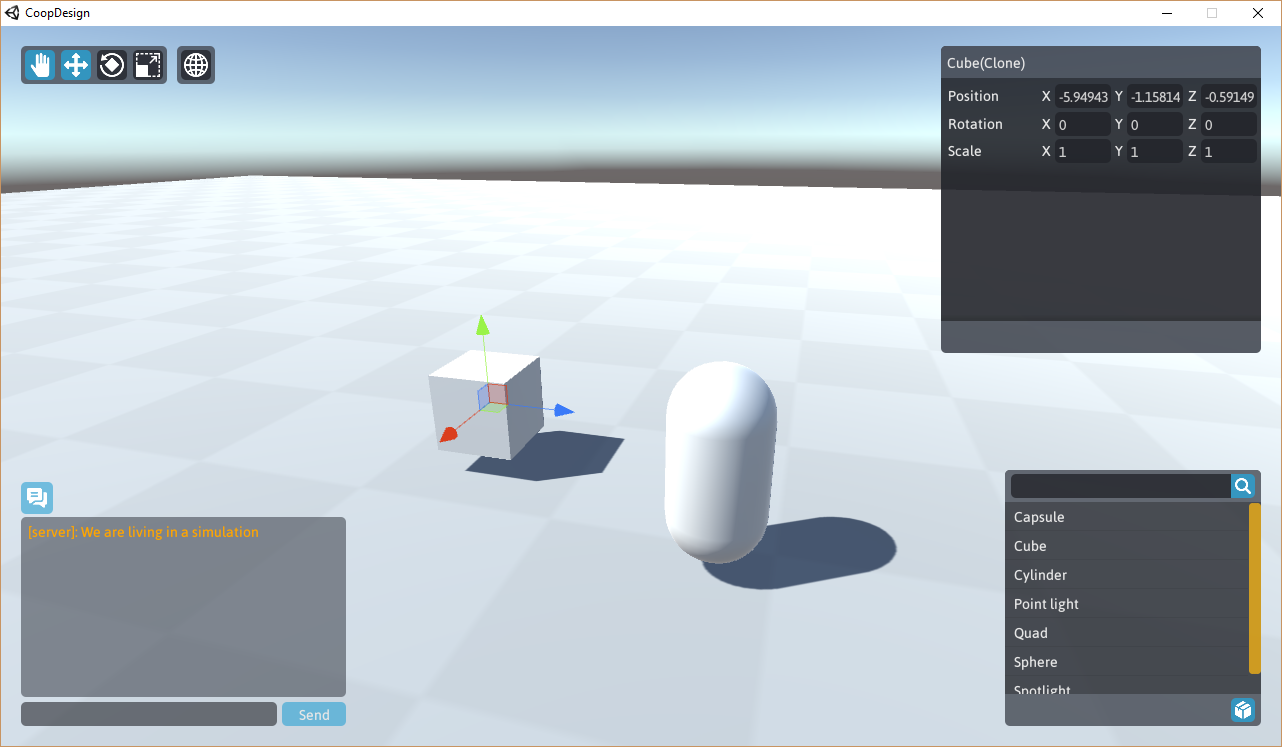 CoopDesign
Cube(Clone)
Position X -5.94943 Y -1.15814 Z -0.59149
Rotation X 0 Y 0 Z 0
Scale X 1 Y 1 Z 1
[server]: We are living in a simulation
Send
Capsule
Cube
Cylinder
Point light
Quad
Sphere
Spotlight